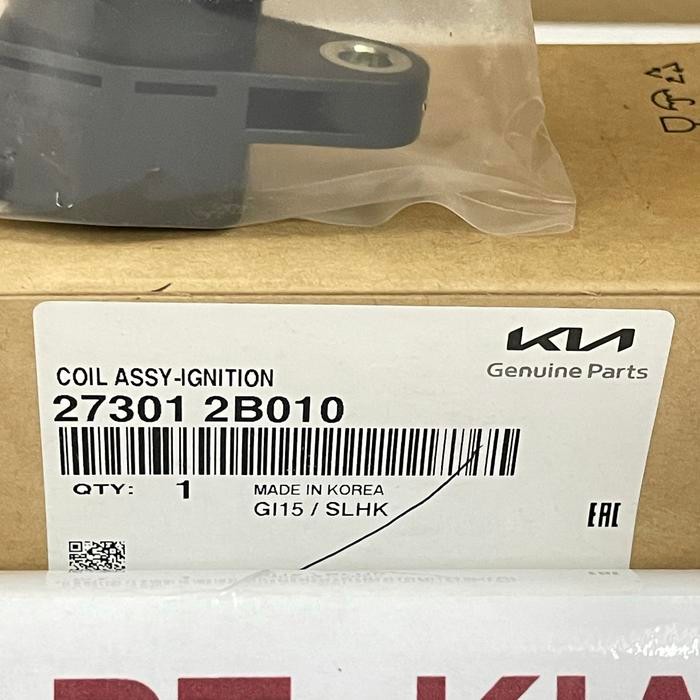 KIA
Genuine Parts
COIL ASSY-IGNITION
27301 2B010
QTY: 1
MADE IN KOREA
GI15 / SLHK
EAC